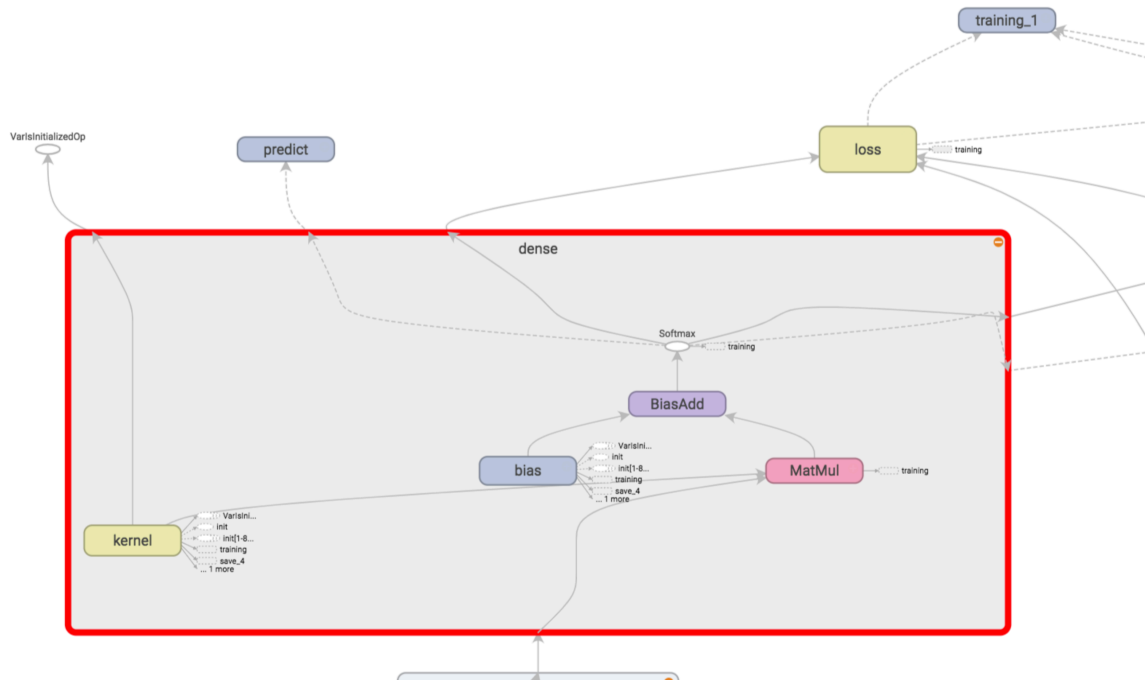 training_1
VarIsInitializedOp
predict
loss
training
dense
Softmax
training
BiasAdd
bias
VarIsIni...
init
init[1-8...
training
save_4
... 1 more
MatMul
training
kernel
VarIsIni...
init
init[1-8...
training
save_4
... 1 more